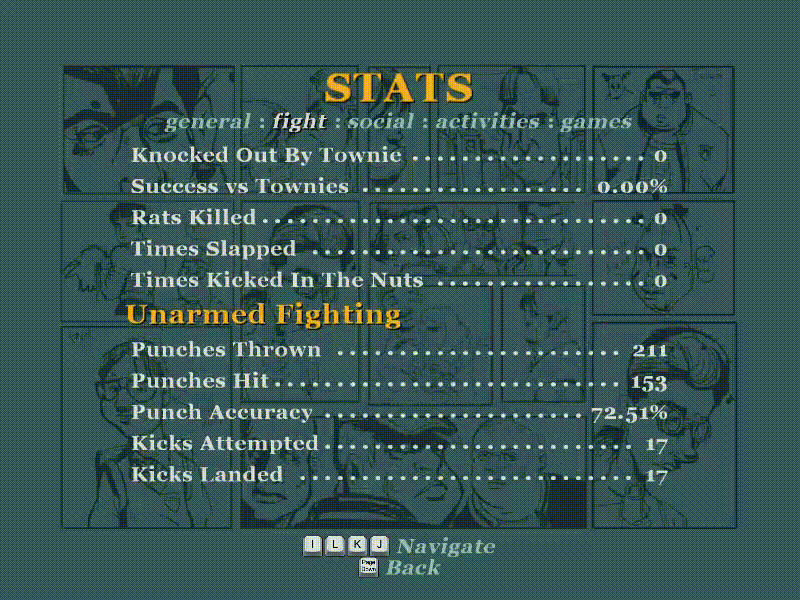 STATS
general : fight : social : activities : games
Knocked Out By Townie .................... 0
Success vs Townies .................. 0.00%
Rats Killed ................................ 0
Times Slapped ............................ 0
Times Kicked In The Nuts .................. 0
Unarmed Fighting
Punches Thrown ........................ 211
Punches Hit ............................. 153
Punch Accuracy ..................... 72.51%
Kicks Attempted ......................... 17
Kicks Landed ........................... 17
I L K J Navigate
Page Down Back